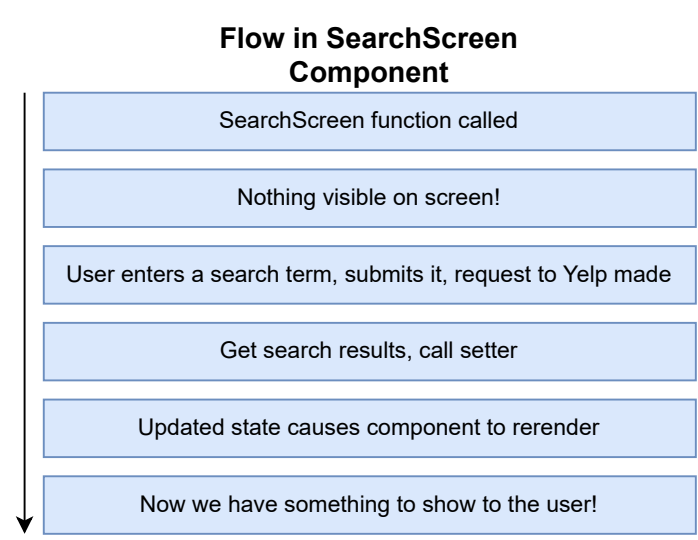 Flow in SearchScreen
Component
SearchScreen function called
Nothing visible on screen!
User enters a search term, submits it, request to Yelp made
Get search results, call setter
Updated state causes component to rerender
Now we have something to show to the user!